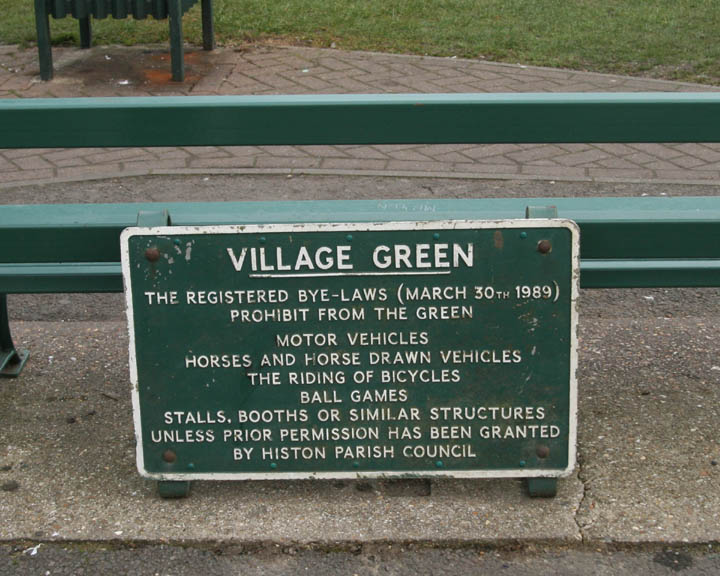 VILLAGE GREEN
THE REGISTERED BYE-LAWS (MARCH 30TH 1989)
PROHIBIT FROM THE GREEN
MOTOR VEHICLES
HORSES AND HORSE DRAWN VEHICLES
THE RIDING OF BICYCLES
BALL GAMES
STALLS, BOOTHS OR SIMILAR STRUCTURES
UNLESS PRIOR PERMISSION HAS BEEN GRANTED
BY HISTON PARISH COUNCIL